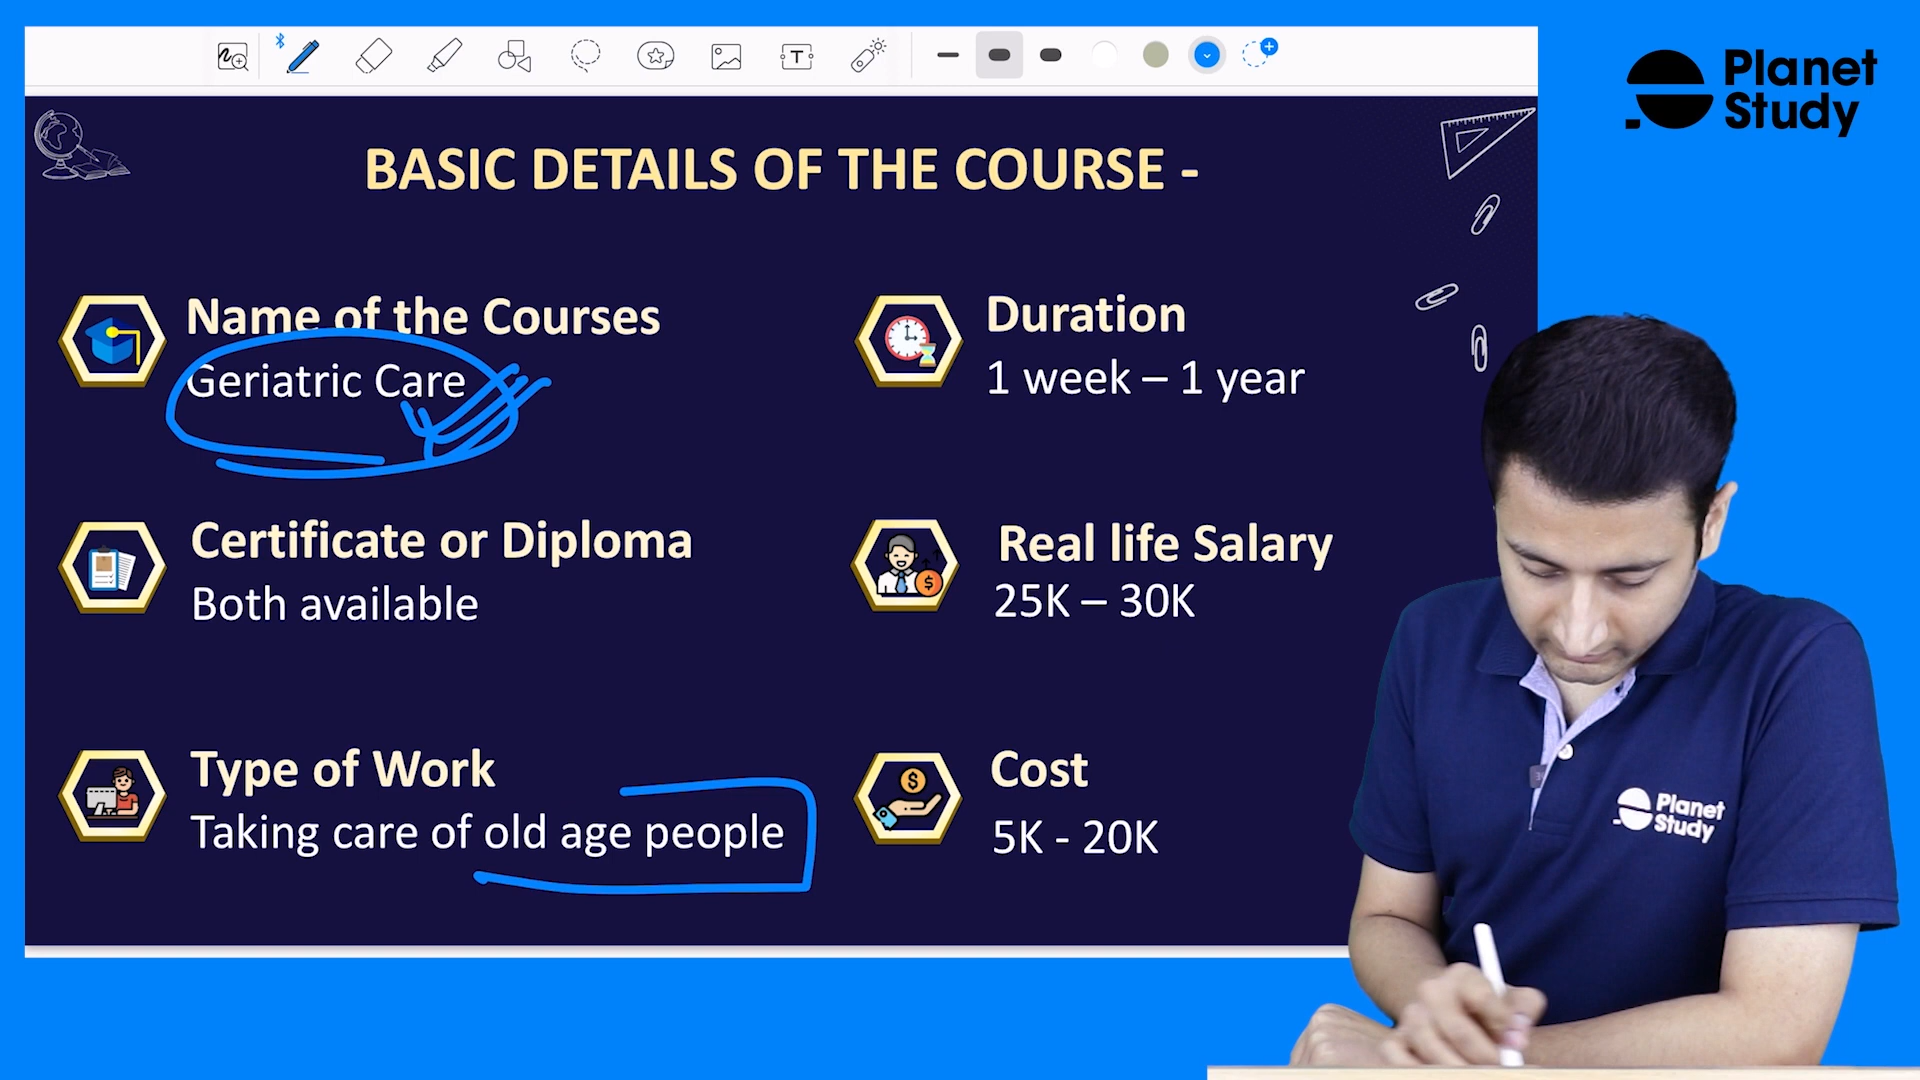 Planet
Study
BASIC DETAILS OF THE COURSE -
Name of the Courses
Geriatric Care
Duration
1 week – 1 year
Certificate or Diploma
Both available
Real life Salary
25K – 30K
Type of Work
Taking care of old age people
Cost
5K - 20K
Planet
Study
T